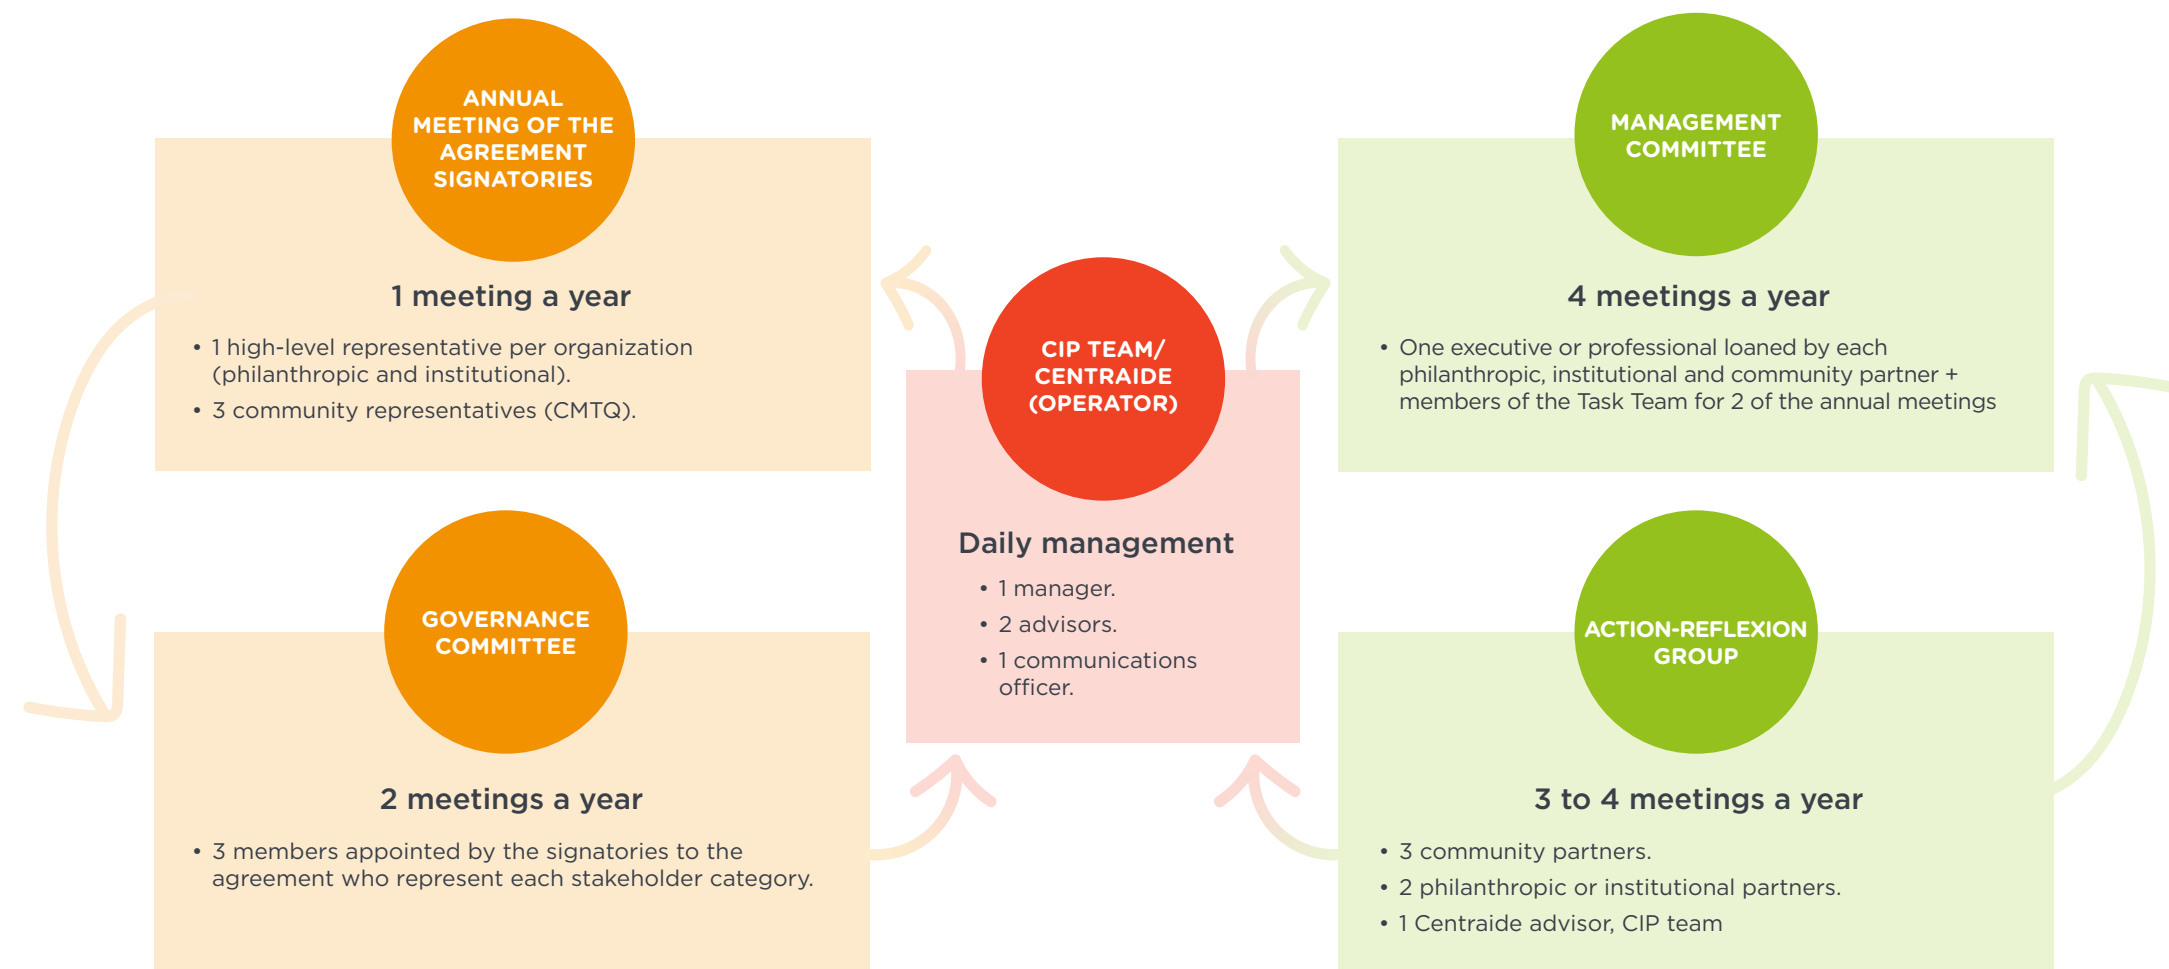 ANNUAL
MEETING OF THE
AGREEMENT
SIGNATORIES
1 meeting a year
• 1 high-level representative per organization
(philanthropic and institutional).
• 3 community representatives (CMTQ).
GOVERNANCE
COMMITTEE
2 meetings a year
• 3 members appointed by the signatories to the
agreement who represent each stakeholder category.
CIP TEAM/
CENTRAIDE
(OPERATOR)
Daily management
• 1 manager.
• 2 advisors.
• 1 communications
officer.
MANAGEMENT
COMMITTEE
4 meetings a year
• One executive or professional loaned by each
philanthropic, institutional and community partner +
members of the Task Team for 2 of the annual meetings
ACTION-REFLEXION
GROUP
3 to 4 meetings a year
• 3 community partners.
• 2 philanthropic or institutional partners.
• 1 Centraide advisor, CIP team